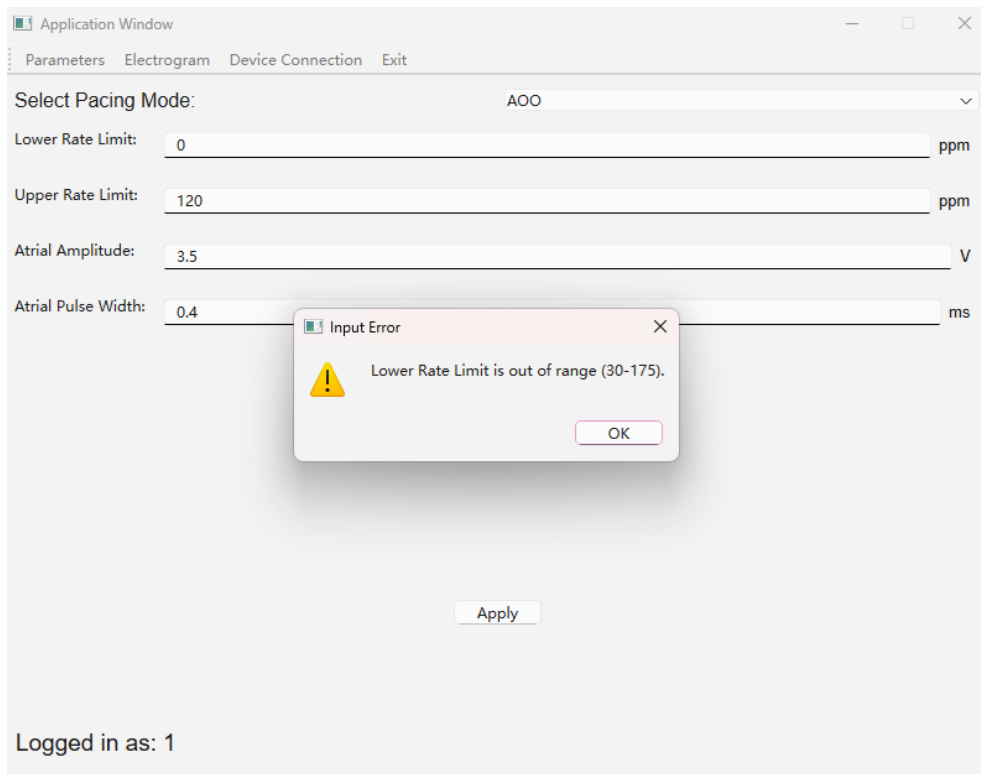 Application Window
Parameters Electrogram Device Connection Exit
Select Pacing Mode: AOO
Lower Rate Limit: 0 ppm
Upper Rate Limit: 120 ppm
Atrial Amplitude: 3.5 V
Atrial Pulse Width: 0.4 ms
Input Error
Lower Rate Limit is out of range (30-175).
OK
Apply
Logged in as: 1